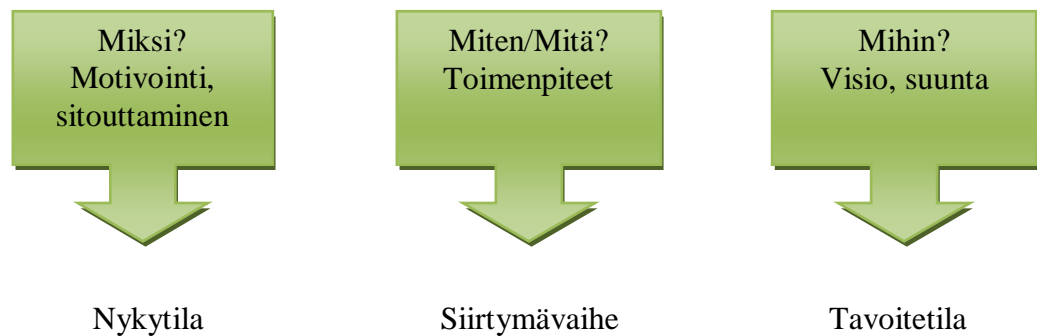 Miksi?
Motivointi,
sitouttaminen
Miten/Mitä?
Toimenpiteet
Mihin?
Visio, suunta
Nykytila
Siirtymävaihe
Tavoitetila